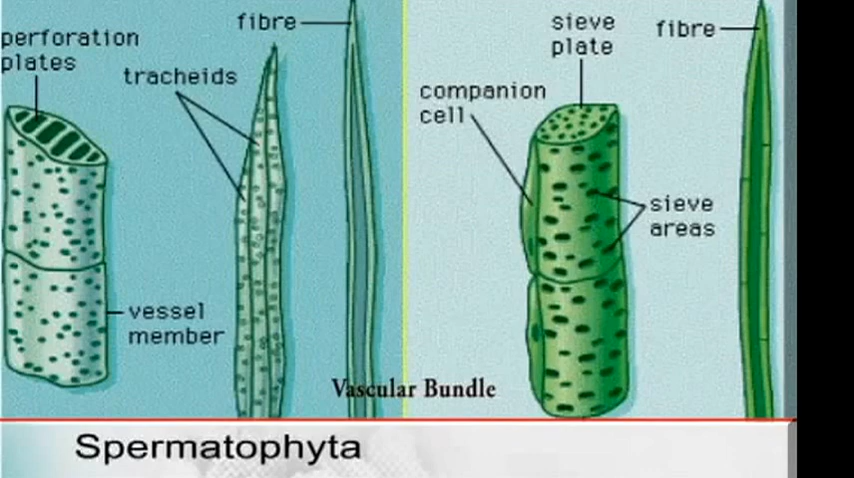 perforation
plates
tracheids
fibre
vessel
member
sieve
plate
fibre
companion
cell
sieve
areas
Vascular Bundle
Spermatophyta